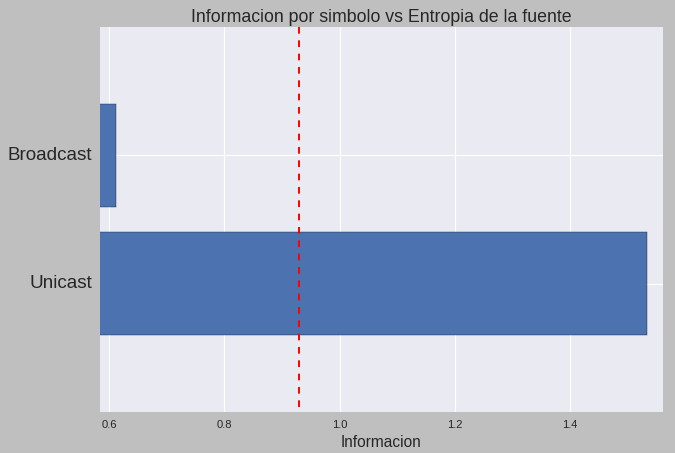 Informacion por simbolo vs Entropia de la fuente
Broadcast
Unicast
0.6 0.8 1.0 1.2 1.4
Informacion